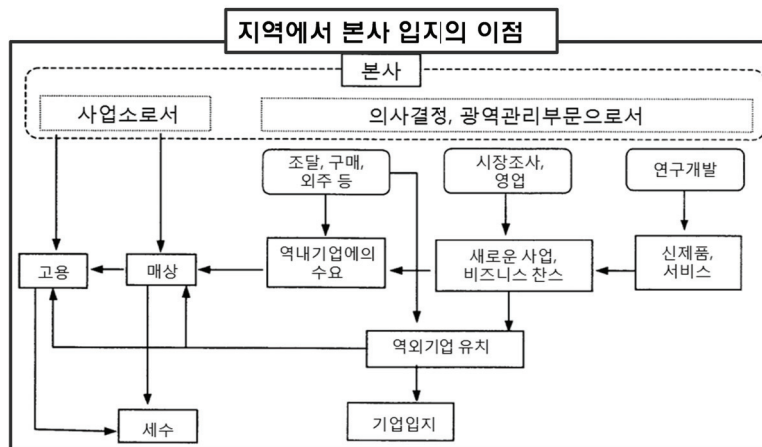 지역에서 본사 입지의 이점
본사
사업소로서
의사결정, 광역관리부문으로서
조달, 구매,
외주 등
시장조사,
영업
연구개발
고용
매상
역내기업에의
수요
새로운 사업,
비즈니스 찬스
신제품,
서비스
역외기업 유치
세수
기업입지